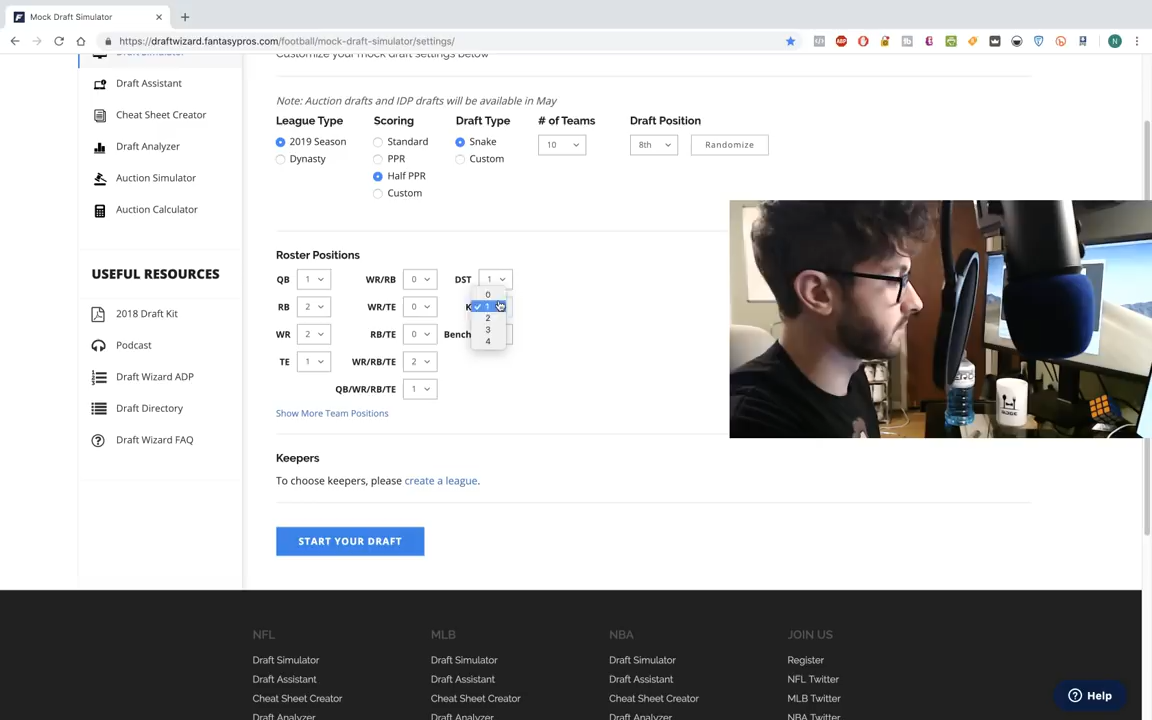 Mock Draft Simulator
https://draftwizard.fantasypros.com/football/mock-draft-simulator/settings/
N
Draft Simulator
Draft Assistant
Cheat Sheet Creator
Draft Analyzer
Auction Simulator
Auction Calculator
USEFUL RESOURCES
2018 Draft Kit
Podcast
Draft Wizard ADP
Draft Directory
Draft Wizard FAQ
Customize your mock draft settings below
Note: Auction drafts and IDP drafts will be available in May
League Type Scoring Draft Type # of Teams Draft Position
2019 Season Standard Snake 10 8th Randomize
Dynasty PPR Custom
Half PPR
Custom
Roster Positions
QB 1 WR/RB 0 DST 1
RB 2 WR/TE 0 K
WR 2 RB/TE 0 Bench
TE 1 WR/RB/TE 2
QB/WR/RB/TE 1
0
1
2
3
4
Show More Team Positions
Keepers
To choose keepers, please create a league.
START YOUR DRAFT
NFL MLB NBA JOIN US
Draft Simulator Draft Simulator Draft Simulator Register
Draft Assistant Draft Assistant Draft Assistant NFL Twitter
Cheat Sheet Creator Cheat Sheet Creator Cheat Sheet Creator MLB Twitter
Draft Analyzer Draft Analyzer Draft Analyzer NBA Twitter
Help